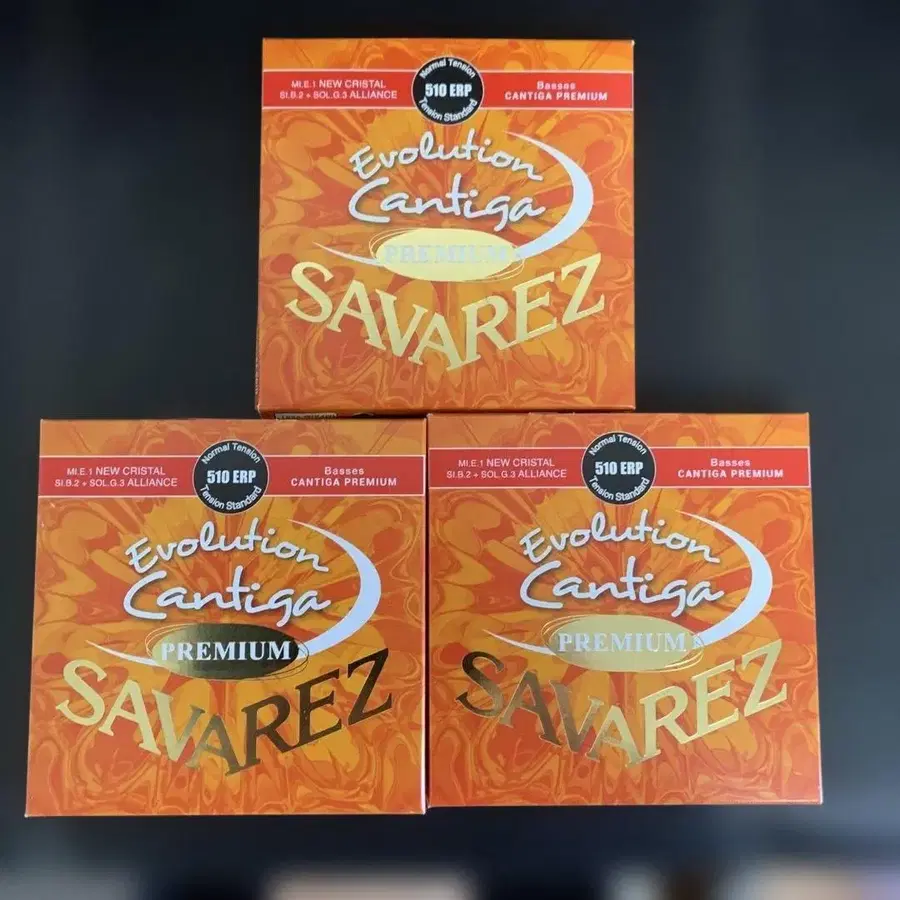 MI.E.1 NEW CRISTAL
SI.B.2 + SOL.G.3 ALLIANCE
Normal Tension
510 ERP
Tension Standard
Basses
CANTIGA PREMIUM
Evolution
Cantiga
PREMIUM
SAVAREZ
MI.E.1 NEW CRISTAL
SI.B.2 + SOL.G.3 ALLIANCE
Normal Tension
510 ERP
Tension Standard
Basses
CANTIGA PREMIUM
Evolution
Cantiga
PREMIUM
SAVAREZ
MI.E.1 NEW CRISTAL
SI.B.2 + SOL.G.3 ALLIANCE
Normal Tension
510 ERP
Tension Standard
Basses
CANTIGA PREMIUM
Evolution
Cantiga
PREMIUM
SAVAREZ